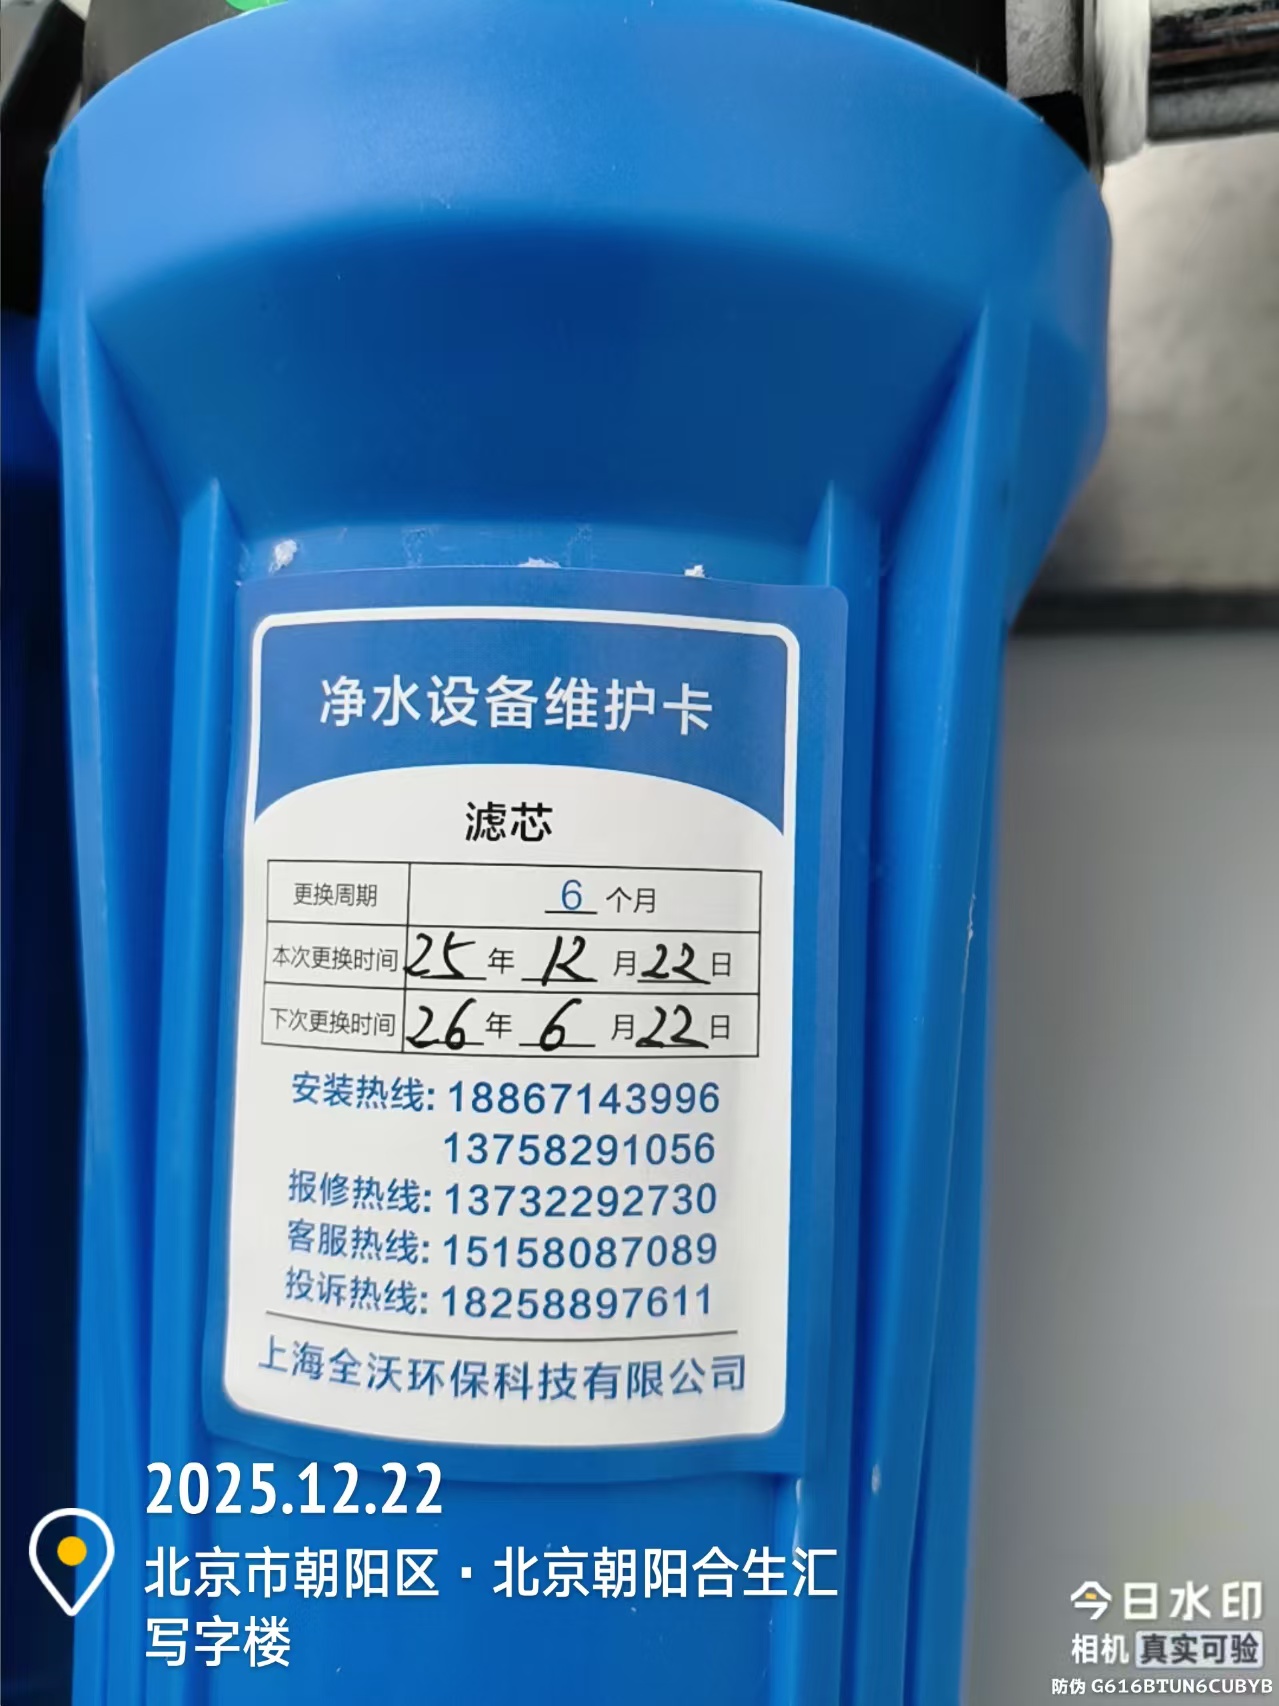 净水设备维护卡
滤芯
更换周期 6 个月
本次更换时间 25 年 12 月 22 日
下次更换时间 26 年 6 月 22 日
安装热线: 18867143996
13758291056
报修热线: 13732292730
客服热线: 15158087089
投诉热线: 18258897611
上海全沃环保科技有限公司
2025.12.22
北京市朝阳区·北京朝阳合生汇
写字楼
今日水印
相机 真实可验
防伪 G616BTUN6CUBYB